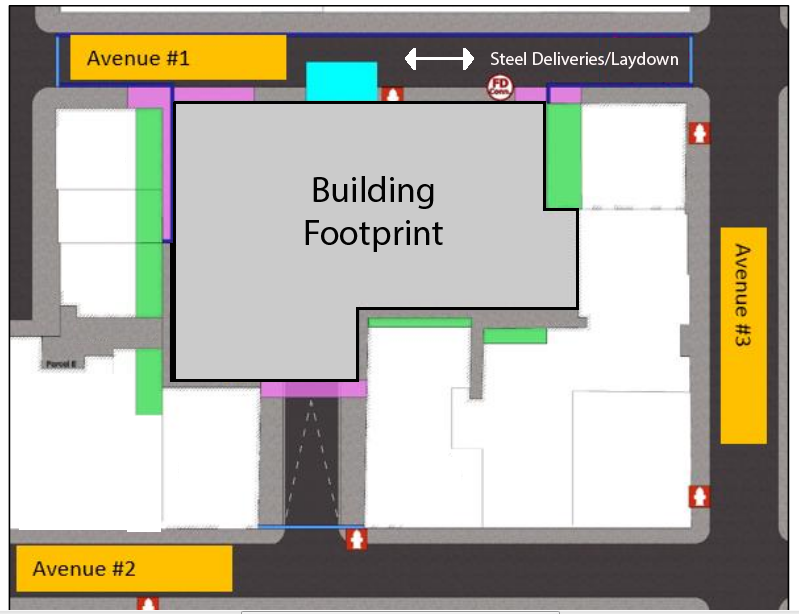 Avenue #1
Steel Deliveries/Laydown
FD
Conn.
Building
Footprint
Avenue #3
Parcel E
Avenue #2